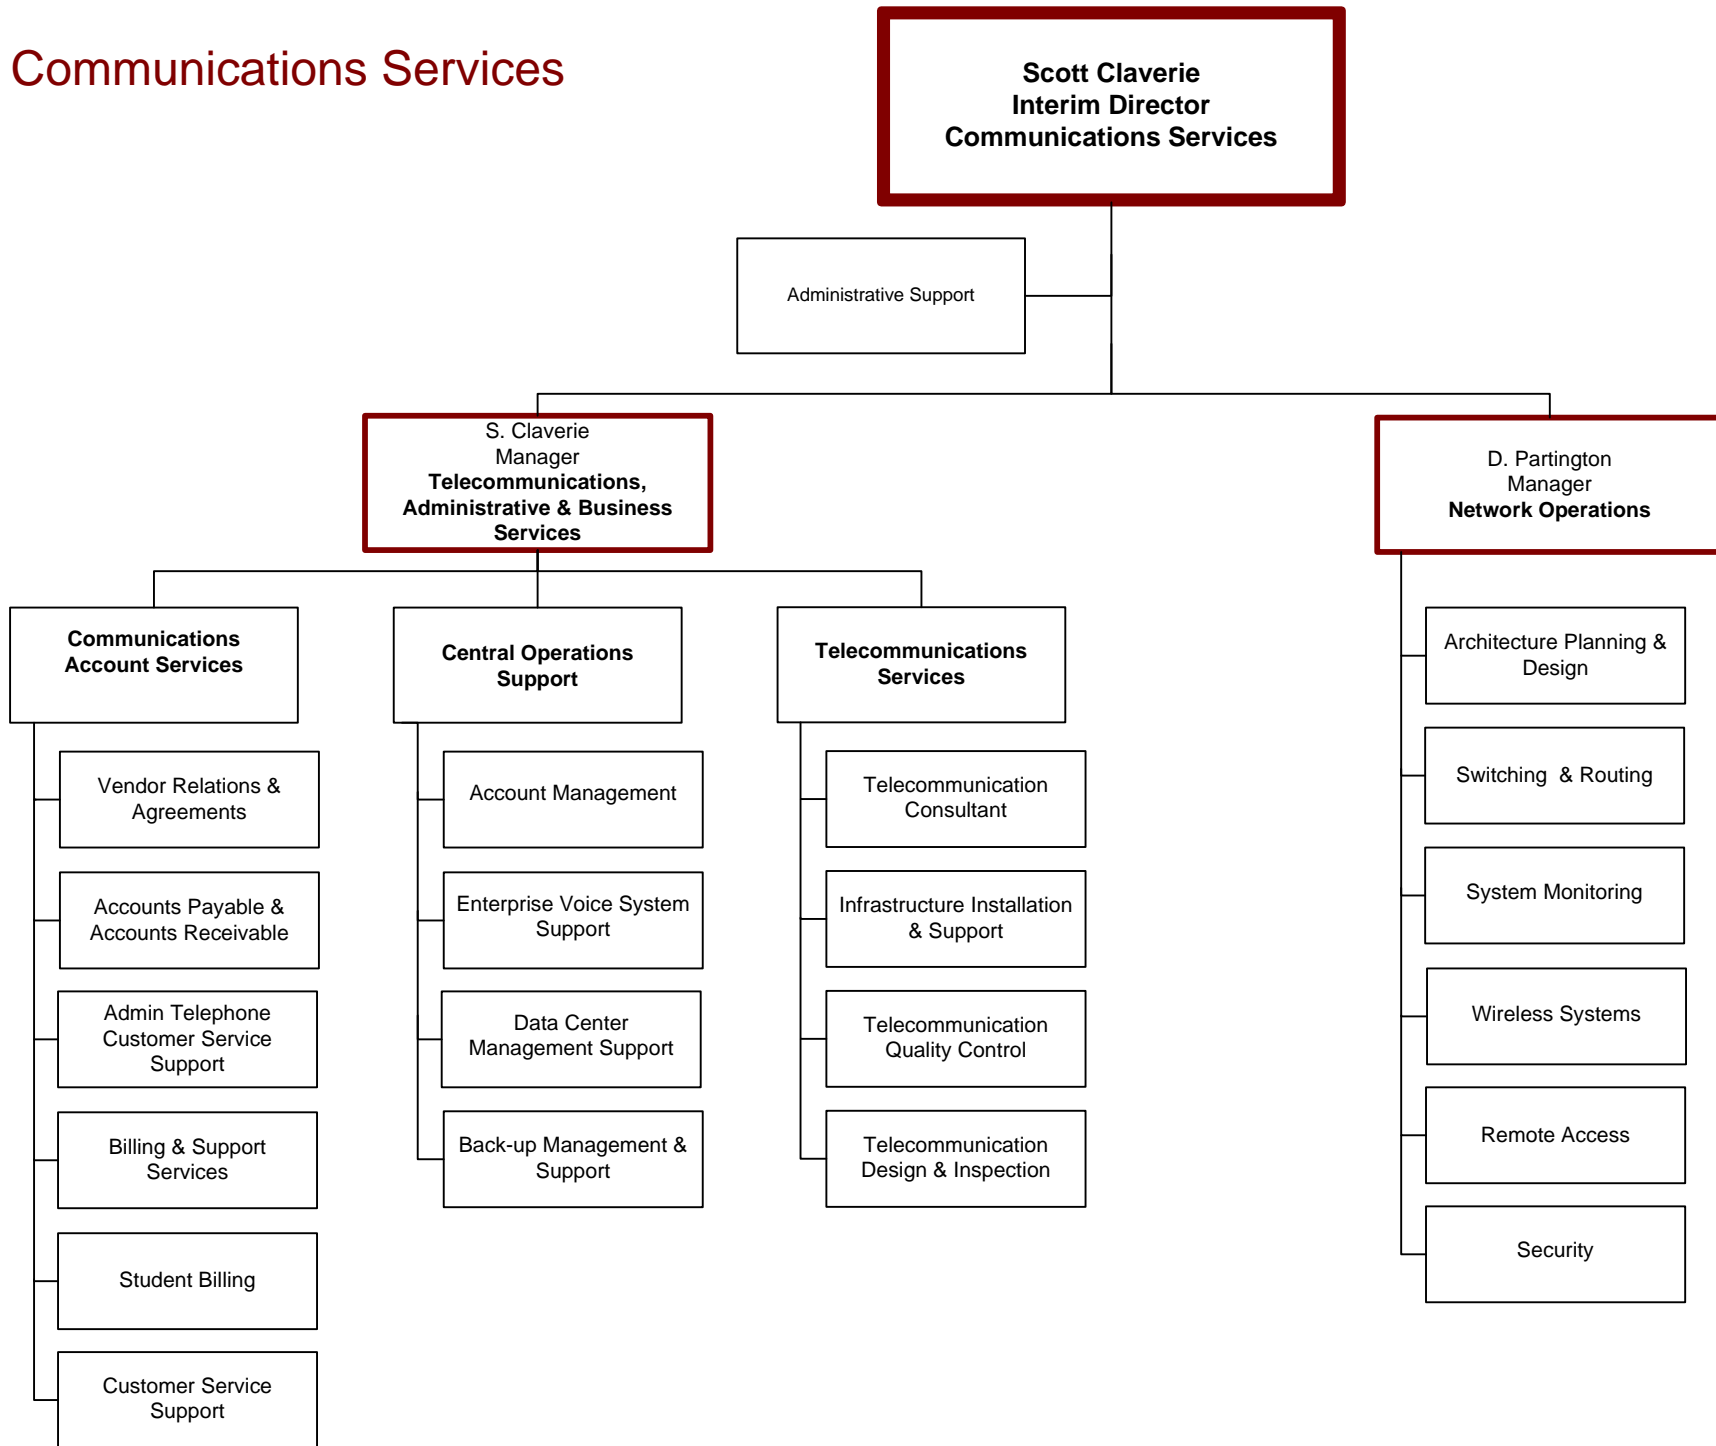 Communications Services
Scott Claverie
Interim Director
Communications Services
Administrative Support
S. Claverie
Manager
Telecommunications,
Administrative & Business
Services
D. Partington
Manager
Network Operations
Communications
Account Services
Vendor Relations &
Agreements
Accounts Payable &
Accounts Receivable
Admin Telephone
Customer Service
Support
Billing & Support
Services
Student Billing
Customer Service
Support
Central Operations
Support
Account Management
Enterprise Voice System
Support
Data Center
Management Support
Back-up Management &
Support
Telecommunications
Services
Telecommunication
Consultant
Infrastructure Installation
& Support
Telecommunication
Quality Control
Telecommunication
Design & Inspection
Architecture Planning &
Design
Switching  & Routing
System Monitoring
Wireless Systems
Remote Access
Security